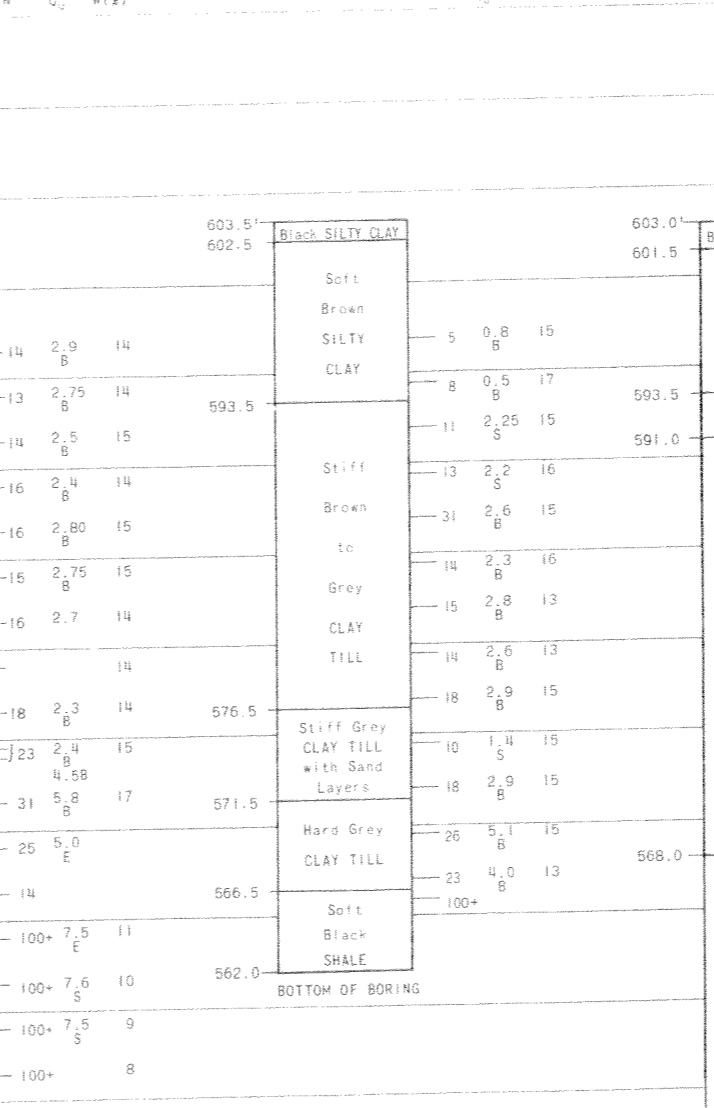 603.5'
602.5
Black SILTY CLAY
Soft
Brown
SILTY
CLAY
593.5
Stiff
Brown
to
Grey
CLAY
TILL
576.5
Stiff Grey
CLAY TILL
with Sand
Layers
571.5
Hard Grey
CLAY TILL
566.5
Soft
Black
SHALE
562.0
BOTTOM OF BORING
14 2.9 14
B
13 2.75 14
B
14 2.5 15
B
16 2.4 14
B
16 2.80 15
B
15 2.75 15
B
16 2.7 14
14
18 2.3 14
B
23 2.4 15
B
4.58
31 5.8 17
B
25 5.0
E
14
100+ 7.5 11
E
100+ 7.6 10
S
100+ 7.5 9
S
100+ 8
5 0.8 15
B
8 0.5 17
B
11 2.25 15
S
13 2.2 16
S
31 2.6 15
B
14 2.3 16
B
15 2.8 13
B
14 2.6 13
B
18 2.9 15
B
10 1.4 15
S
18 2.9 15
B
26 5.1 15
B
23 4.0 13
B
100+
603.0'
B
601.5
593.5
591.0
568.0